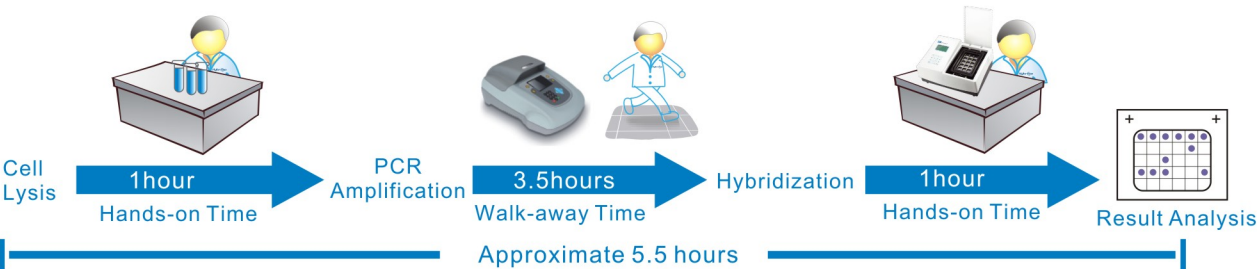 Cell
Lysis
1hour
Hands-on Time
PCR
Amplification
3.5hours
Walk-away Time
Hybridization
1hour
Hands-on Time
+ +
Result Analysis
Approximate 5.5 hours